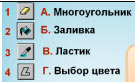 1 А. Многоугольник
2 Б. Заливка
3 В. Ластик
4 Г. Выбор цвета